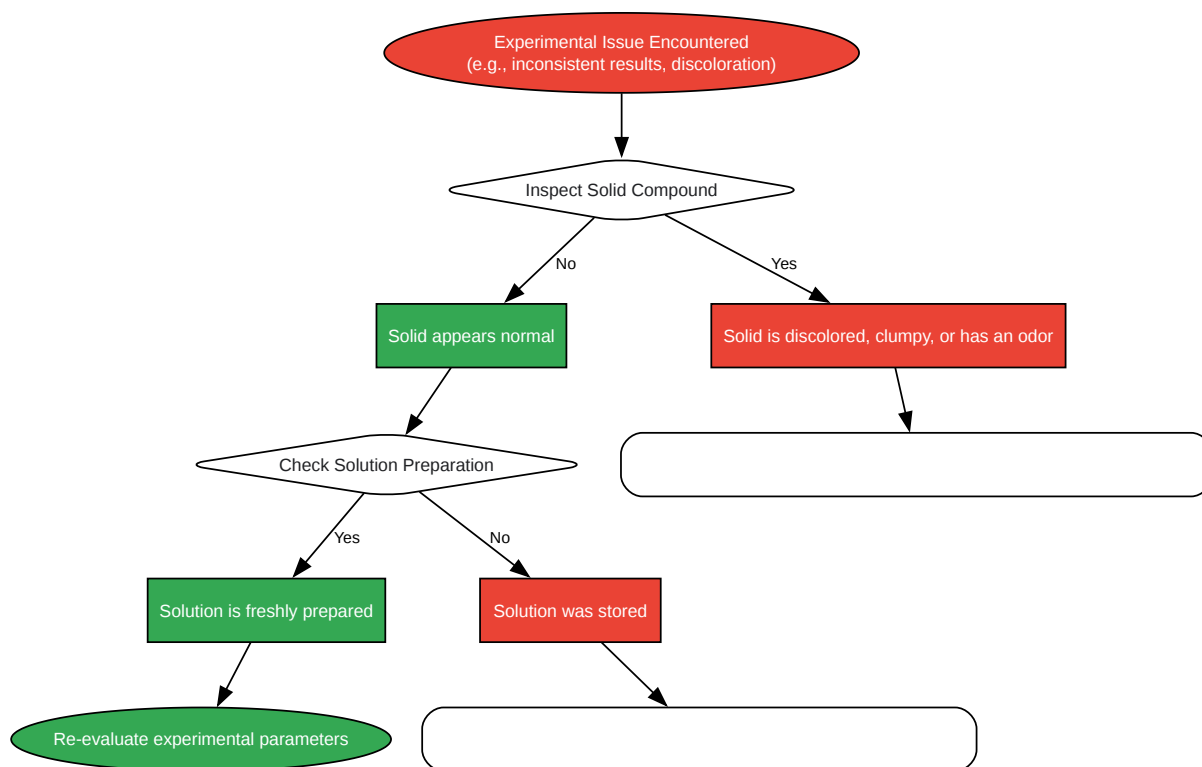 Experimental Issue Encountered
(e.g., inconsistent results, discoloration)
Inspect Solid Compound
No
Yes
Solid appears normal
Solid is discolored, clumpy, or has an odor
Check Solution Preparation
Yes
No
Solution is freshly prepared
Solution was stored
Re-evaluate experimental parameters